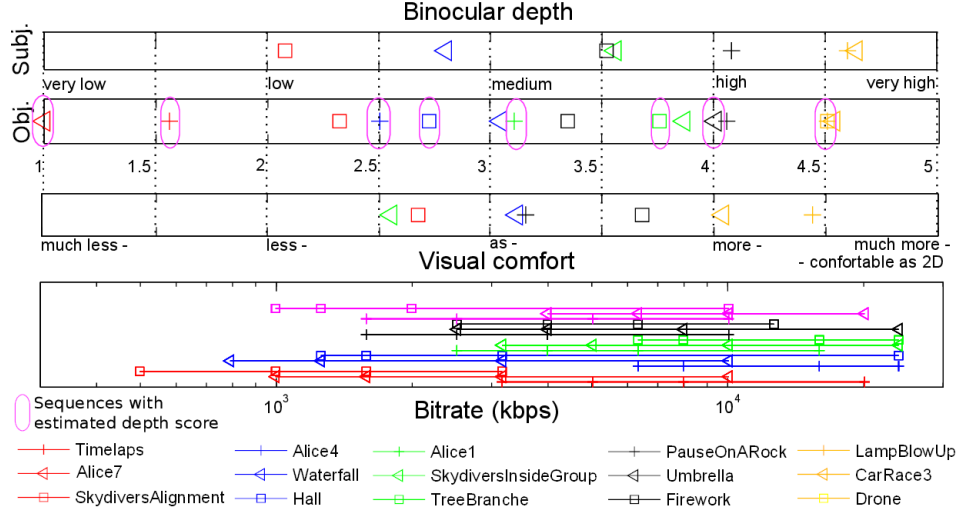 Binocular depth
Subj.
very low low medium high very high
Obj.
1 1.5 2 2.5 3 3.5 4 4.5 5
much less - less - as - more - much more -
Visual comfort - confortable as 2D
10³ Bitrate (kbps) 10⁴
Sequences with
estimated depth score
Timelaps Alice4 Alice1 PauseOnARock LampBlowUp
Alice7 Waterfall SkydiversInsideGroup Umbrella CarRace3
SkydiversAlignment Hall TreeBranche Firework Drone